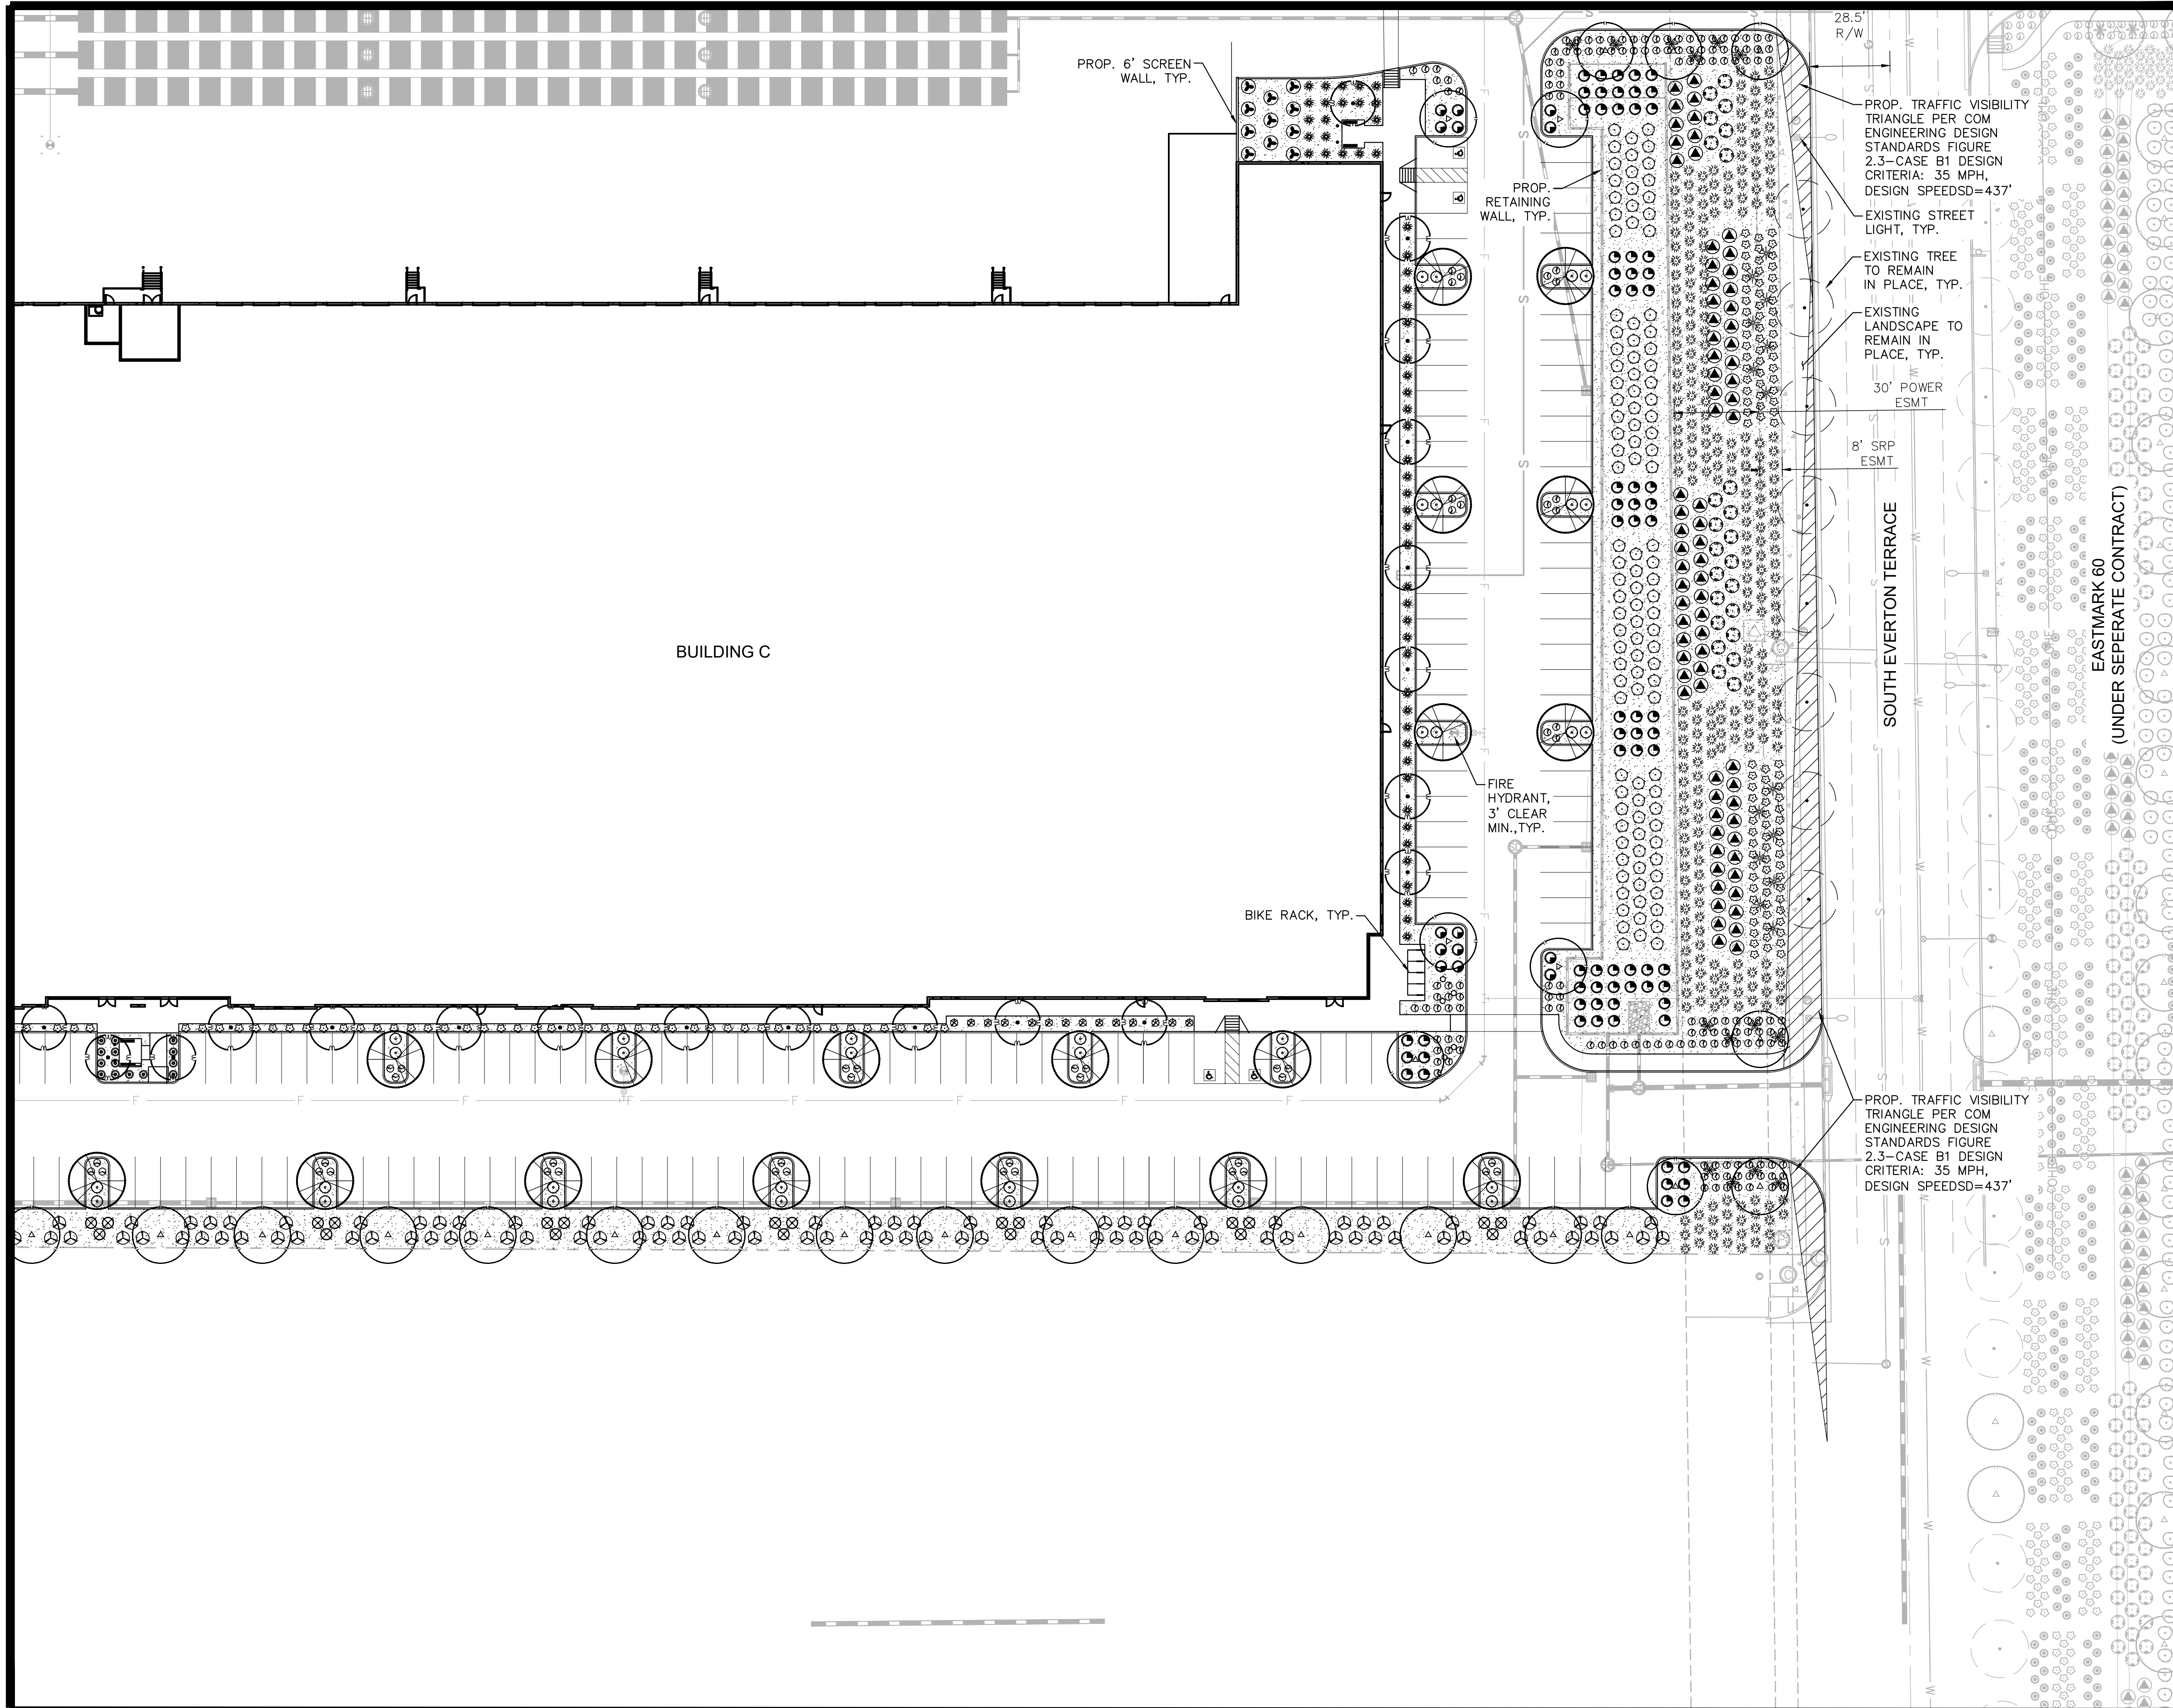 28.5'
R/W
PROP. 6' SCREEN
WALL, TYP.
PROP. TRAFFIC VISIBILITY
TRIANGLE PER COM
ENGINEERING DESIGN
STANDARDS FIGURE
2.3-CASE B1 DESIGN
CRITERIA: 35 MPH,
DESIGN SPEEDSD=437'
PROP.
RETAINING
WALL, TYP.
EXISTING STREET
LIGHT, TYP.
EXISTING TREE
TO REMAIN
IN PLACE, TYP.
EXISTING
LANDSCAPE TO
REMAIN IN
PLACE, TYP.
30' POWER
ESMT
8' SRP
ESMT
SOUTH EVERTON TERRACE
EASTMARK 60
(UNDER SEPERATE CONTRACT)
BUILDING C
FIRE
HYDRANT,
3' CLEAR
MIN.,TYP.
BIKE RACK, TYP.
PROP. TRAFFIC VISIBILITY
TRIANGLE PER COM
ENGINEERING DESIGN
STANDARDS FIGURE
2.3-CASE B1 DESIGN
CRITERIA: 35 MPH,
DESIGN SPEEDSD=437'